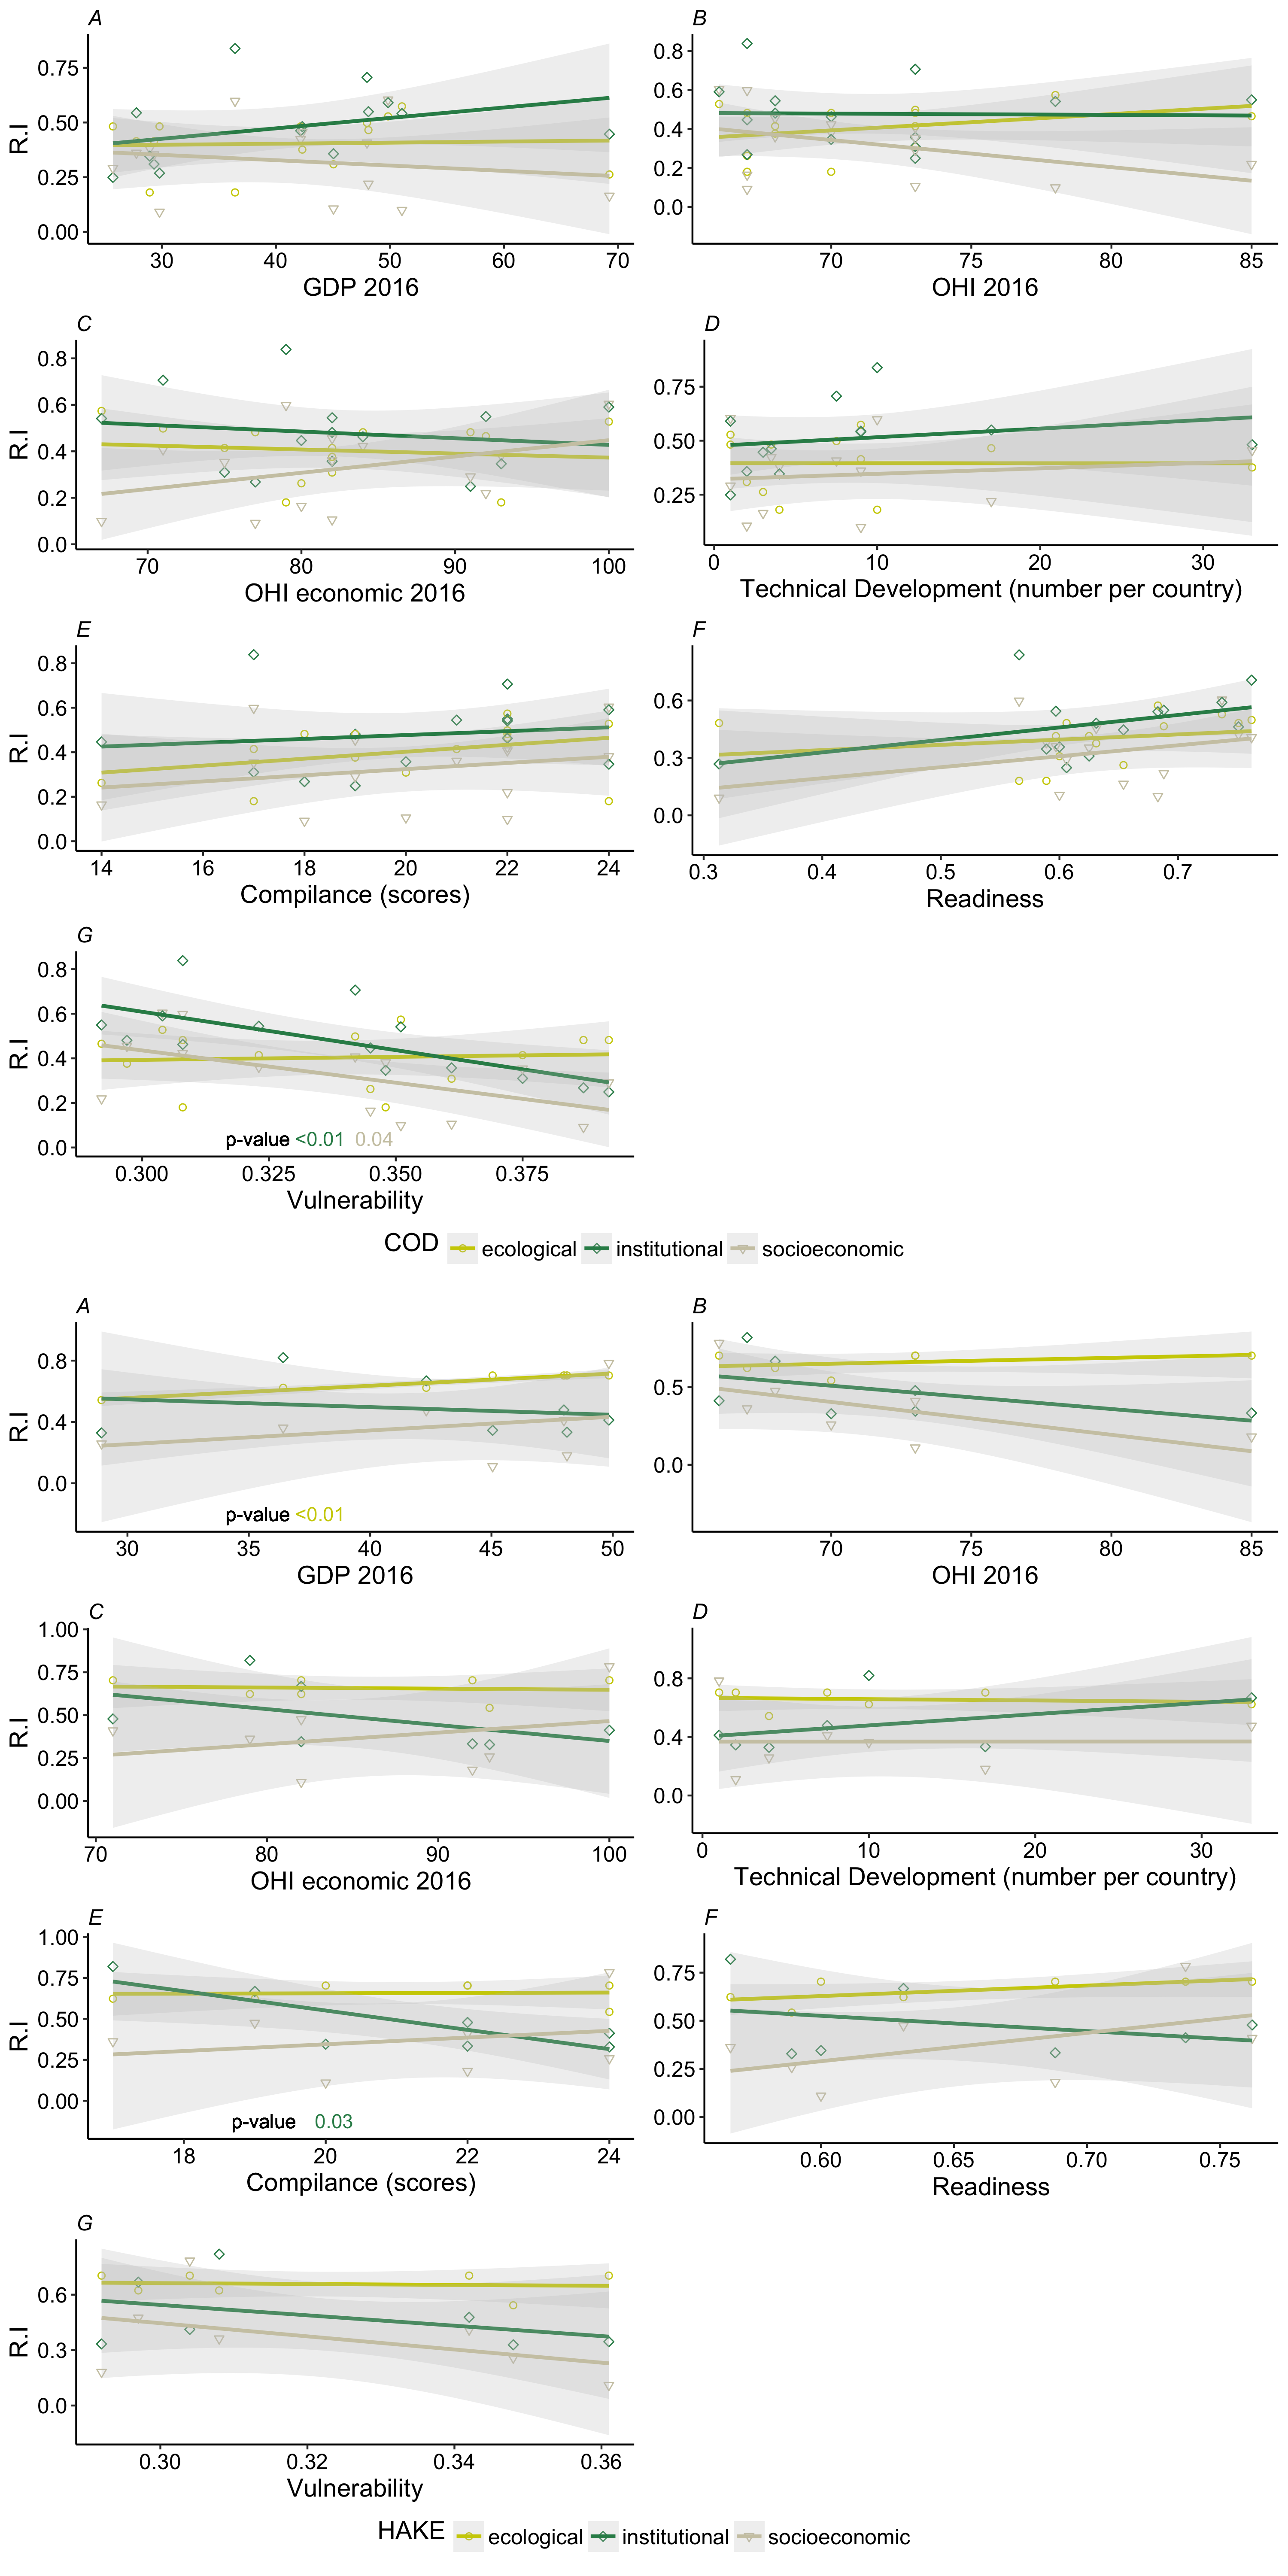 A
B
R.I
0.75
0.50
0.25
0.00
0.8
0.6
0.4
0.2
0.0
30 40 50 60 70
70 75 80 85
GDP 2016
OHI 2016
C
D
R.I
0.8
0.6
0.4
0.2
0.0
0.75
0.50
0.25
70 80 90 100
0 10 20 30
OHI economic 2016
Technical Development (number per country)
E
F
R.I
0.8
0.6
0.4
0.2
0.0
0.6
0.3
0.0
14 16 18 20 22 24
0.3 0.4 0.5 0.6 0.7
Compilance (scores)
Readiness
G
R.I
0.8
0.6
0.4
0.2
0.0
p-value <0.01 0.04
0.300 0.325 0.350 0.375
Vulnerability
COD ecological institutional socioeconomic
A
B
R.I
0.8
0.4
0.0
0.5
0.0
p-value <0.01
30 35 40 45 50
70 75 80 85
GDP 2016
OHI 2016
C
D
R.I
1.00
0.75
0.50
0.25
0.00
0.8
0.4
0.0
70 80 90 100
0 10 20 30
OHI economic 2016
Technical Development (number per country)
E
F
R.I
1.00
0.75
0.50
0.25
0.00
0.75
0.50
0.25
0.00
p-value 0.03
18 20 22 24
0.60 0.65 0.70 0.75
Compilance (scores)
Readiness
G
R.I
0.6
0.3
0.0
0.30 0.32 0.34 0.36
Vulnerability
HAKE ecological institutional socioeconomic